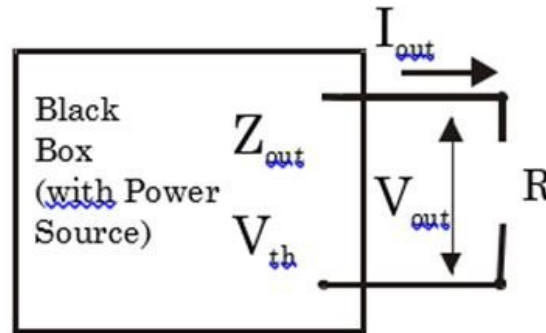 I_out
Black
Box
(with Power
Source)
Z_out
V_th
V_out
R